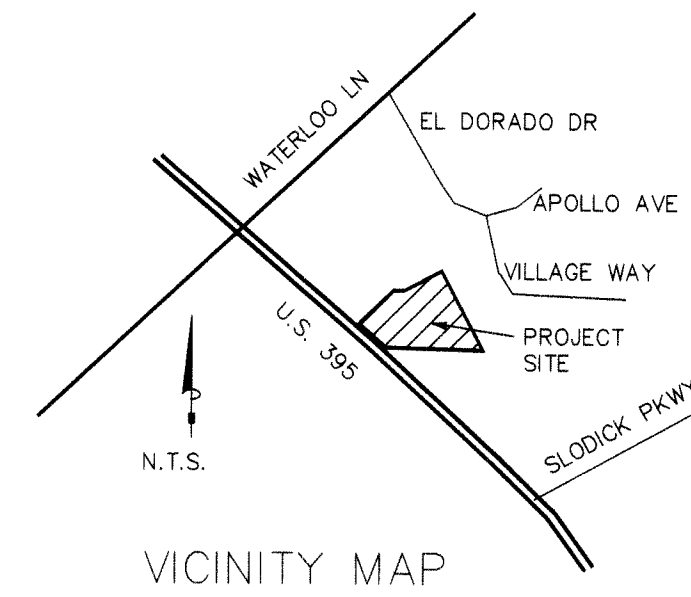 WATERLOO LN
EL DORADO DR
APOLLO AVE
VILLAGE WAY
U.S. 395
PROJECT
SITE
SLODICK PKWY
N.T.S.
VICINITY MAP